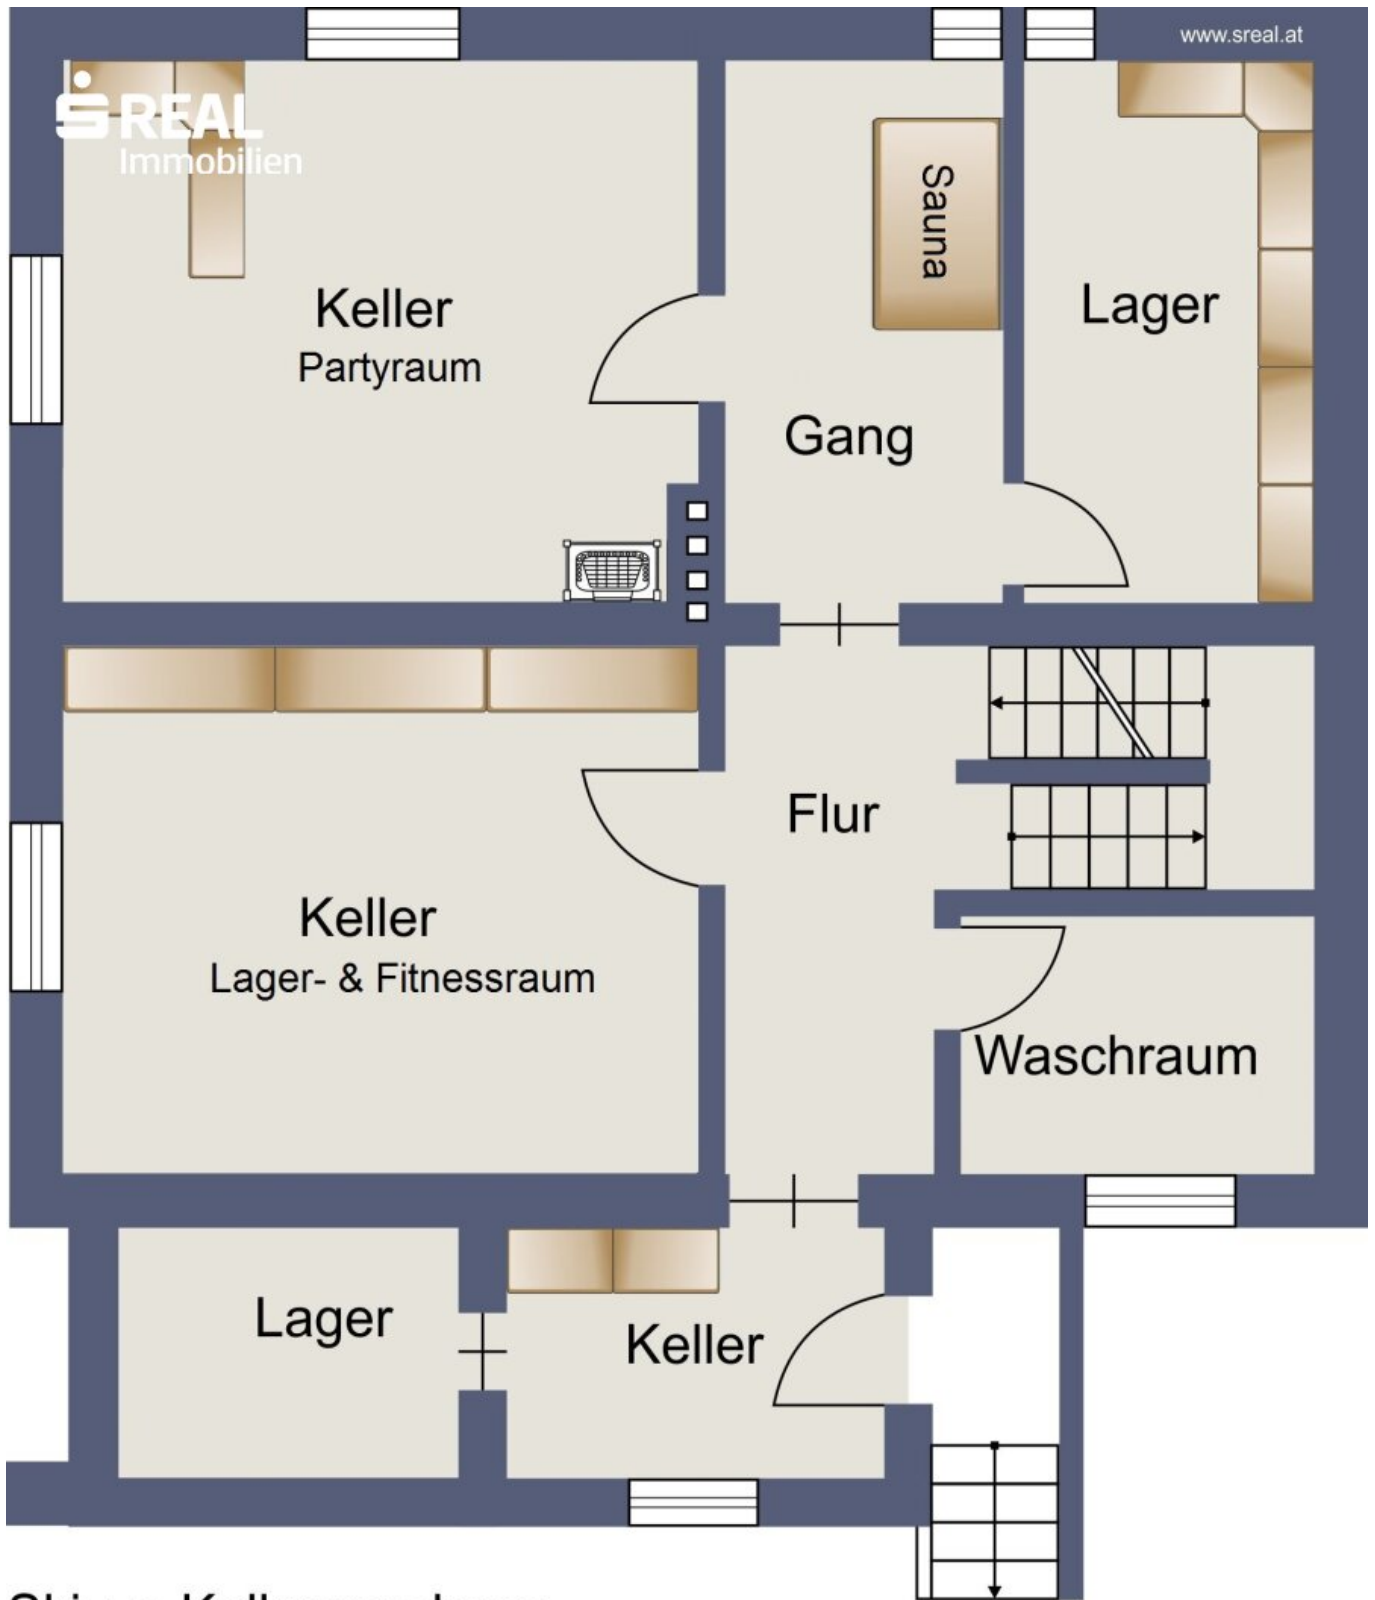 www.sreal.at
S REAL
Immobilien
Sauna
Keller
Partyraum
Lager
Gang
Flur
Keller
Lager- & Fitnessraum
Waschraum
Lager
Keller